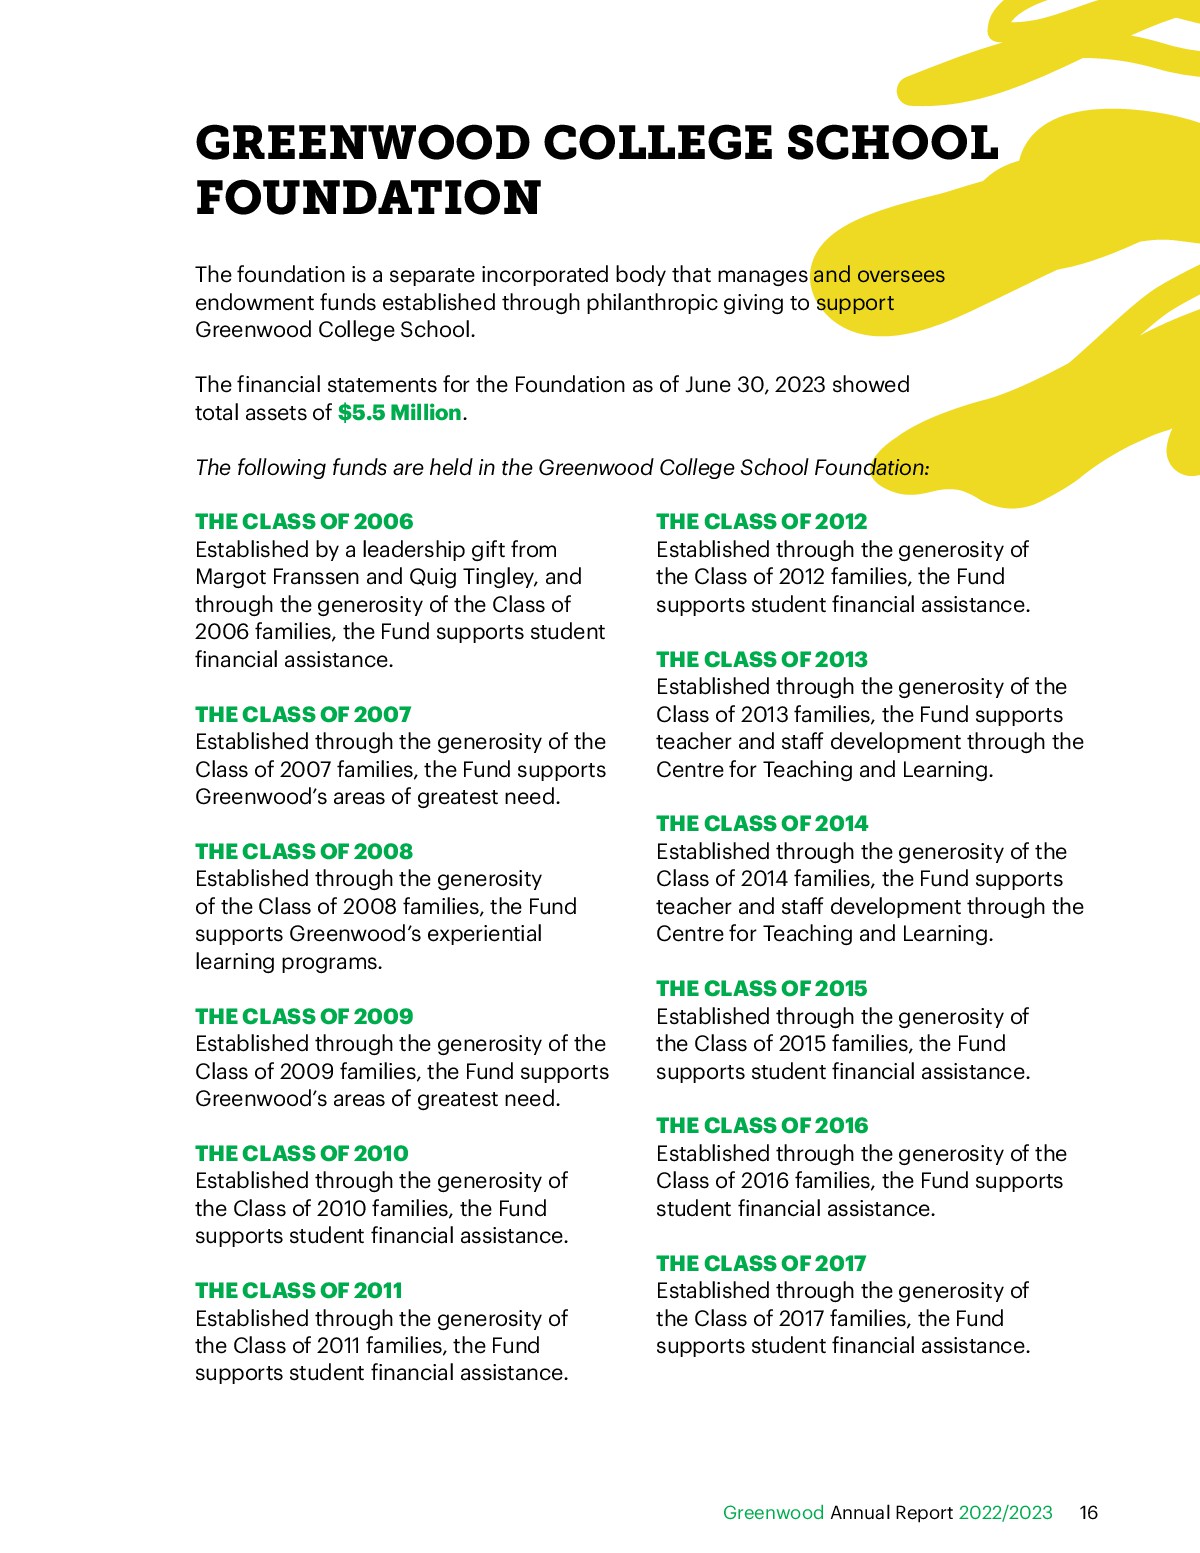 GREENWOOD COLLEGE SCHOOL
FOUNDATION
The foundation is a separate incorporated body that manages and oversees
endowment funds established through philanthropic giving to support
Greenwood College School.
The financial statements for the Foundation as of June 30, 2023 showed
total assets of $5.5 Million.
The following funds are held in the Greenwood College School Foundation:
THE CLASS OF 2006
Established by a leadership gift from
Margot Franssen and Quig Tingley, and
through the generosity of the Class of
2006 families, the Fund supports student
financial assistance.
THE CLASS OF 2007
Established through the generosity of the
Class of 2007 families, the Fund supports
Greenwood's areas of greatest need.
THE CLASS OF 2008
Established through the generosity
of the Class of 2008 families, the Fund
supports Greenwood's experiential
learning programs.
THE CLASS OF 2009
Established through the generosity of the
Class of 2009 families, the Fund supports
Greenwood's areas of greatest need.
THE CLASS OF 2010
Established through the generosity of
the Class of 2010 families, the Fund
supports student financial assistance.
THE CLASS OF 2011
Established through the generosity of
the Class of 2011 families, the Fund
supports student financial assistance.
THE CLASS OF 2012
Established through the generosity of
the Class of 2012 families, the Fund
supports student financial assistance.
THE CLASS OF 2013
Established through the generosity of the
Class of 2013 families, the Fund supports
teacher and staff development through the
Centre for Teaching and Learning.
THE CLASS OF 2014
Established through the generosity of the
Class of 2014 families, the Fund supports
teacher and staff development through the
Centre for Teaching and Learning.
THE CLASS OF 2015
Established through the generosity of
the Class of 2015 families, the Fund
supports student financial assistance.
THE CLASS OF 2016
Established through the generosity of the
Class of 2016 families, the Fund supports
student financial assistance.
THE CLASS OF 2017
Established through the generosity of
the Class of 2017 families, the Fund
supports student financial assistance.
Greenwood Annual Report 2022/2023 16